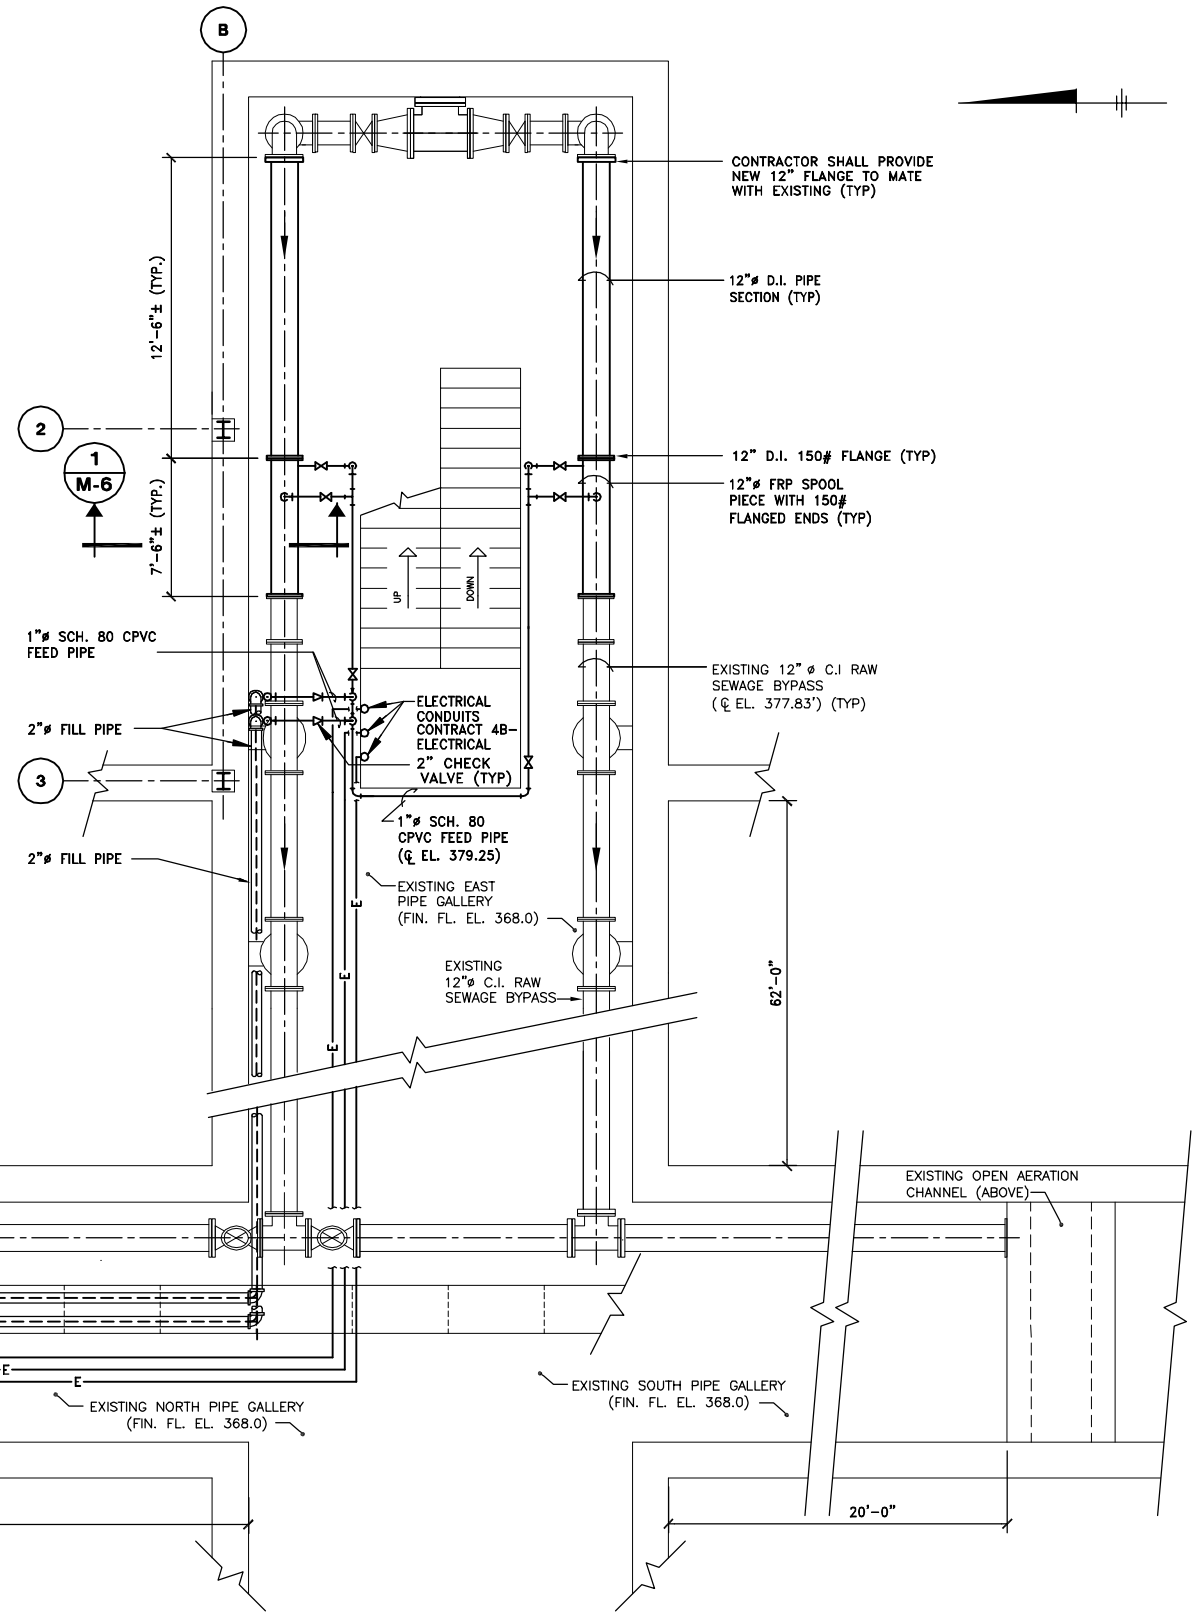 B
CONTRACTOR SHALL PROVIDE
NEW 12" FLANGE TO MATE
WITH EXISTING (TYP)
12'-6"± (TYP.)
12"ø D.I. PIPE
SECTION (TYP)
2
1
M-6
12" D.I. 150# FLANGE (TYP)
12"ø FRP SPOOL
PIECE WITH 150#
FLANGED ENDS (TYP)
7'-6"± (TYP.)
UP
DOWN
1"ø SCH. 80 CPVC
FEED PIPE
EXISTING 12" ø C.I RAW
SEWAGE BYPASS
(℄ EL. 377.83') (TYP)
2"ø FILL PIPE
ELECTRICAL
CONDUITS
CONTRACT 4B-
ELECTRICAL
2" CHECK
VALVE (TYP)
3
1"ø SCH. 80
CPVC FEED PIPE
(℄ EL. 379.25)
2"ø FILL PIPE
EXISTING EAST
PIPE GALLERY
(FIN. FL. EL. 368.0)
E
E
E
EXISTING
12"ø C.I. RAW
SEWAGE BYPASS
62'-0"
EXISTING OPEN AERATION
CHANNEL (ABOVE)
E
E
EXISTING NORTH PIPE GALLERY
(FIN. FL. EL. 368.0)
EXISTING SOUTH PIPE GALLERY
(FIN. FL. EL. 368.0)
20'-0"